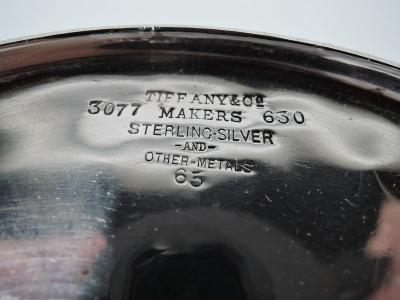 TIFFANY & Co
3077 MAKERS 630
STERLING-SILVER
-AND-
OTHER-METALS
65